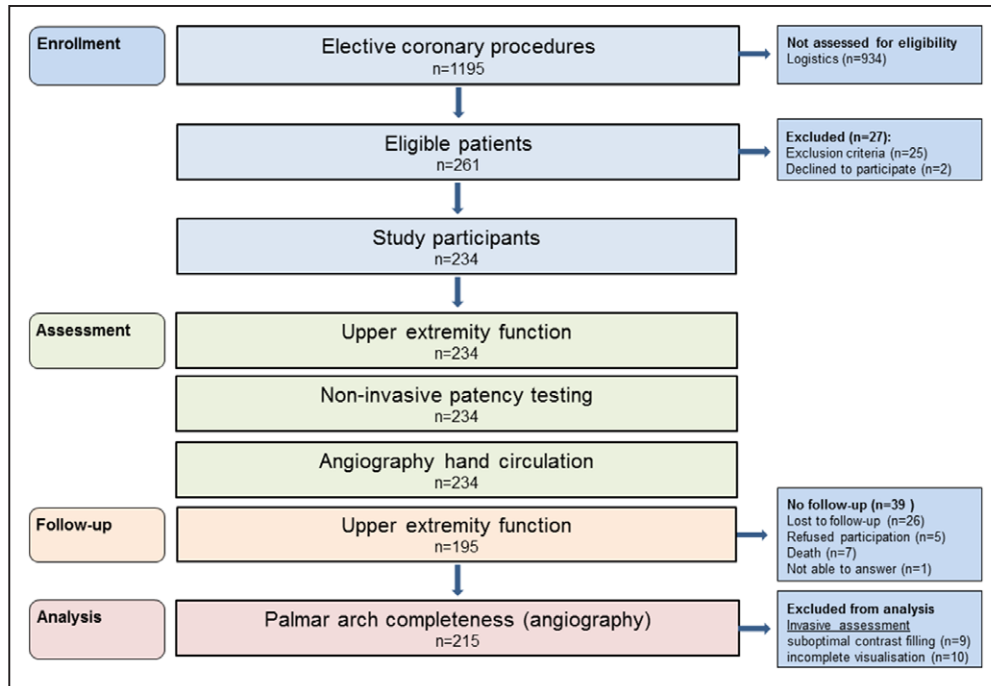 Enrollment
Elective coronary procedures
n=1195
Not assessed for eligibility
Logistics (n=934)
Eligible patients
n=261
Excluded (n=27):
Exclusion criteria (n=25)
Declined to participate (n=2)
Study participants
n=234
Assessment
Upper extremity function
n=234
Non-invasive patency testing
n=234
Angiography hand circulation
n=234
Follow-up
Upper extremity function
n=195
No follow-up (n=39 )
Lost to follow-up (n=26)
Refused participation (n=5)
Death (n=7)
Not able to answer (n=1)
Analysis
Palmar arch completeness (angiography)
n=215
Excluded from analysis
Invasive assessment
suboptimal contrast filling (n=9)
incomplete visualisation (n=10)